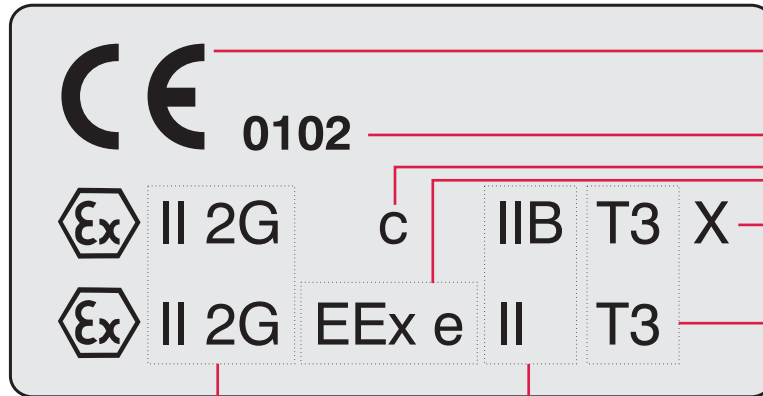 CE
0102
Ex II 2G c IIB T3 X
Ex II 2G EEx e II T3